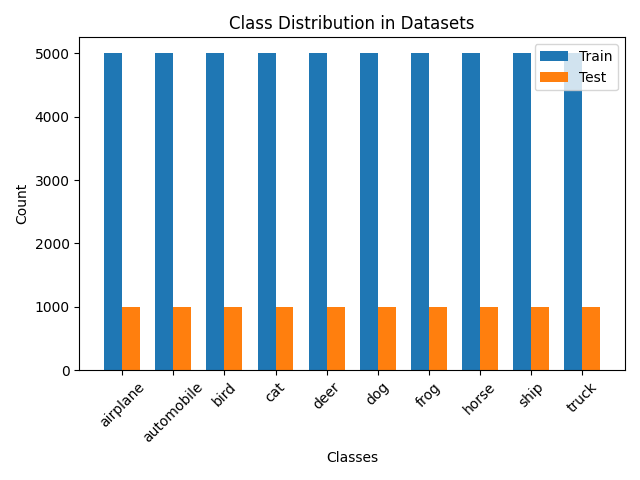 Class Distribution in Datasets
Train
Test
Count
5000
4000
3000
2000
1000
0
airplane
automobile
bird
cat
deer
dog
frog
horse
ship
truck
Classes